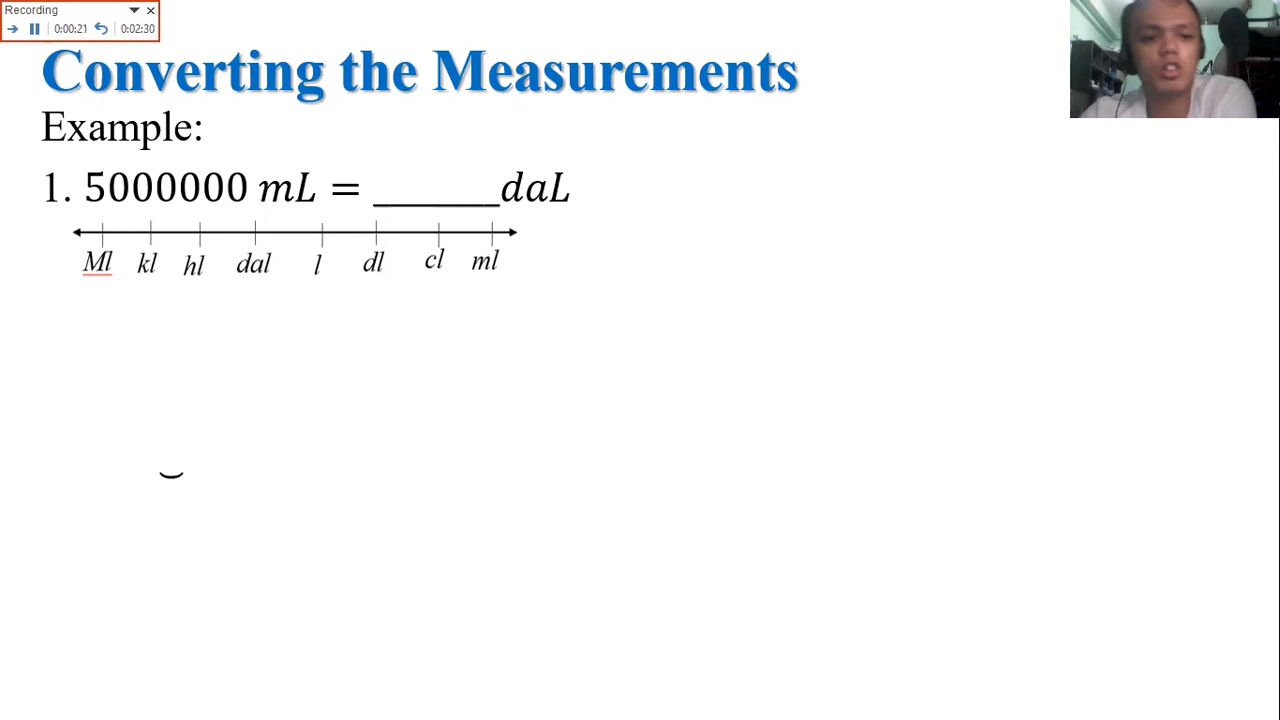 Recording
0:00:21 0:02:30
Converting the Measurements
Example:
1. 5000000 mL = ______daL
Ml kl hl dal l dl cl ml